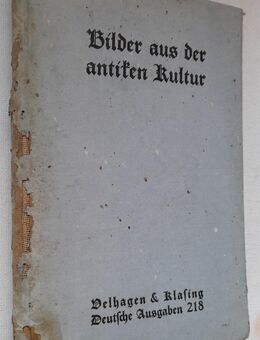 Bilder aus der
antiken Kultur
Velhagen & Klasing
Deutsche Ausgaben 218